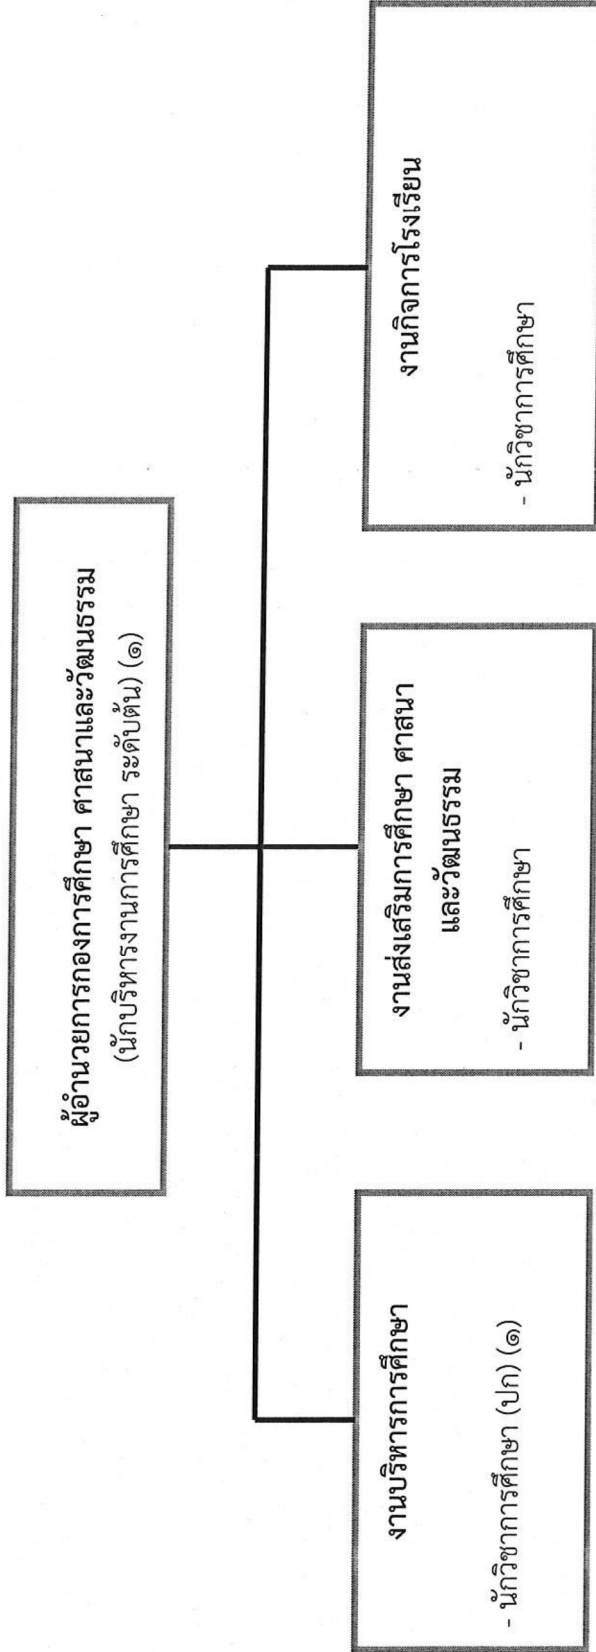 ผู้อำนวยการกองการศึกษา ศาสนาและวัฒนธรรม
(นักบริหารงานการศึกษา ระดับต้น) (๑)
งานบริหารการศึกษา
- นักวิชาการศึกษา (ปก) (๑)
งานส่งเสริมการศึกษา ศาสนา
และวัฒนธรรม
- นักวิชาการศึกษา
งานกิจการโรงเรียน
- นักวิชาการศึกษา